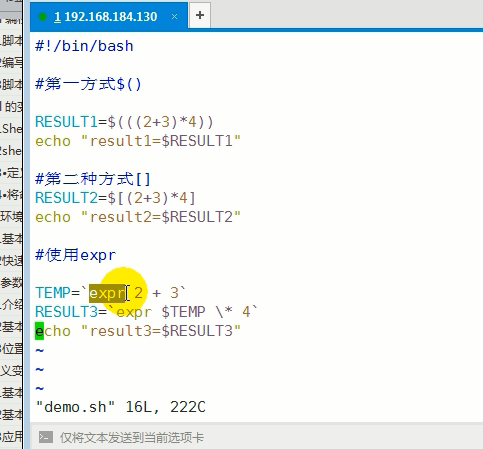 1 192.168.184.130 × +
#!/bin/bash
#第一方式$()
RESULT1=$(((2+3)*4))
echo "result1=$RESULT1"
#第二种方式[]
RESULT2=$[(2+3)*4]
echo "result2=$RESULT2"
#使用expr
TEMP=`expr 2 + 3`
RESULT3=`expr $TEMP \* 4`
echo "result3=$RESULT3"
~
~
~
"demo.sh" 16L, 222C
仅将文本发送到当前选项卡